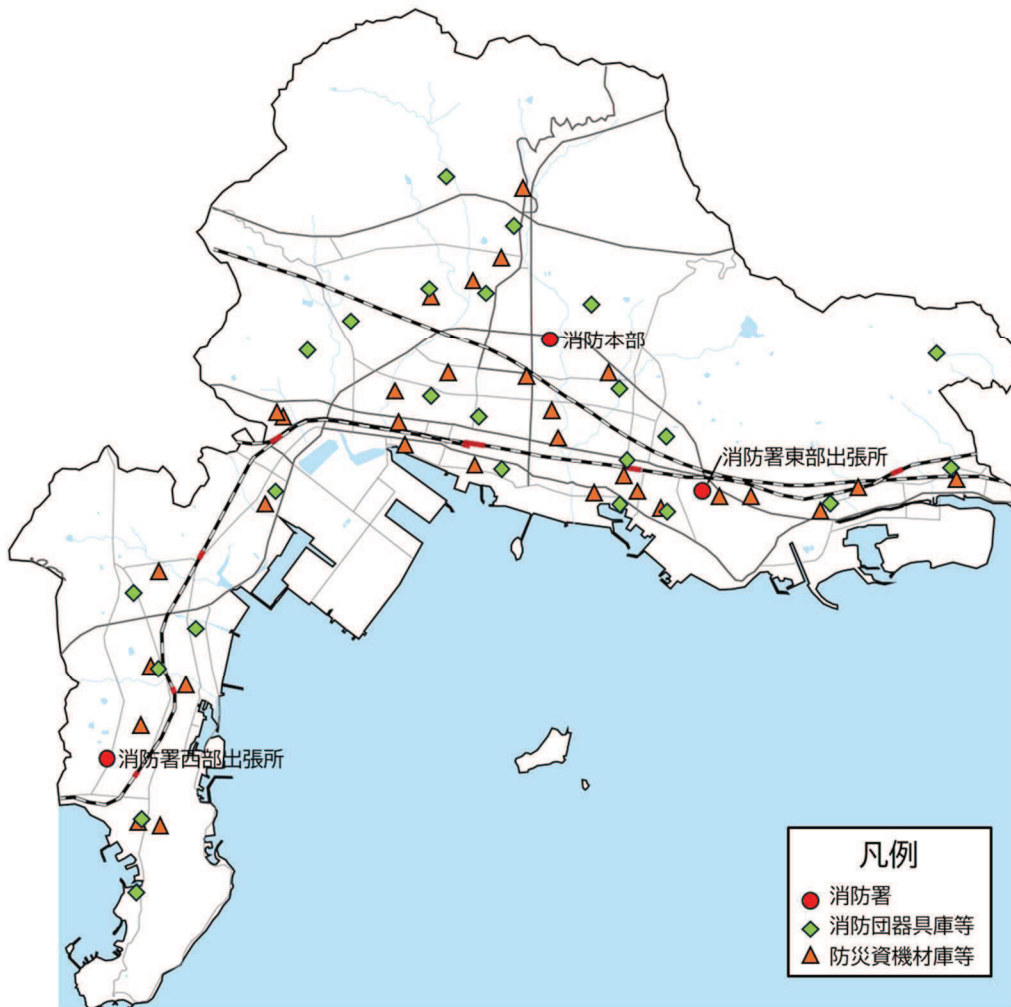 消防本部
消防署東部出張所
消防署西部出張所
凡例
消防署
消防団器具庫等
防災資機材庫等